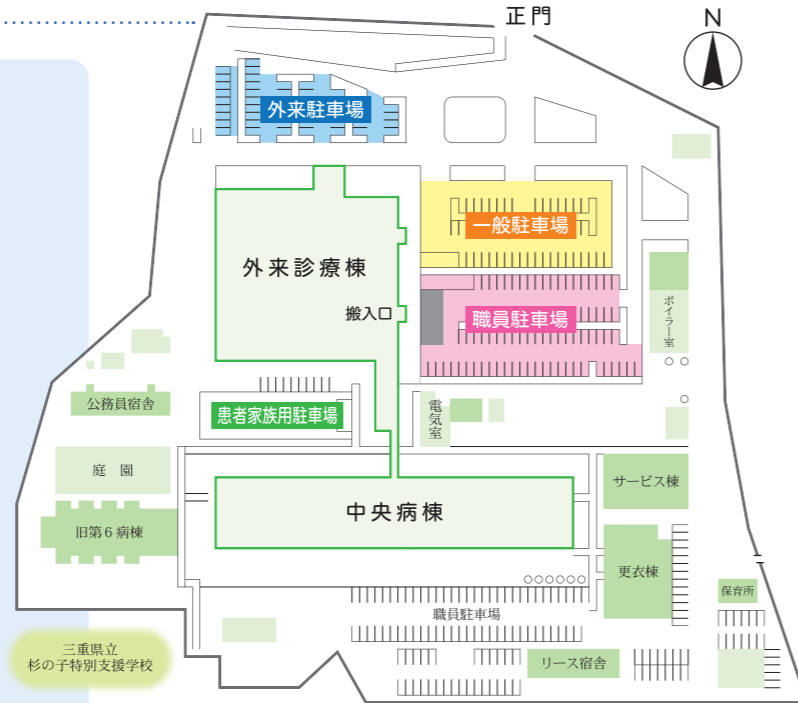 正門
N
外来駐車場
一般駐車場
外来診療棟
搬入口
職員駐車場
ボイラー室
公務員宿舎
患者家族用駐車場
電気室
庭園
サービス棟
中央病棟
旧第6病棟
更衣棟
保育所
職員駐車場
三重県立
杉の子特別支援学校
リース宿舎